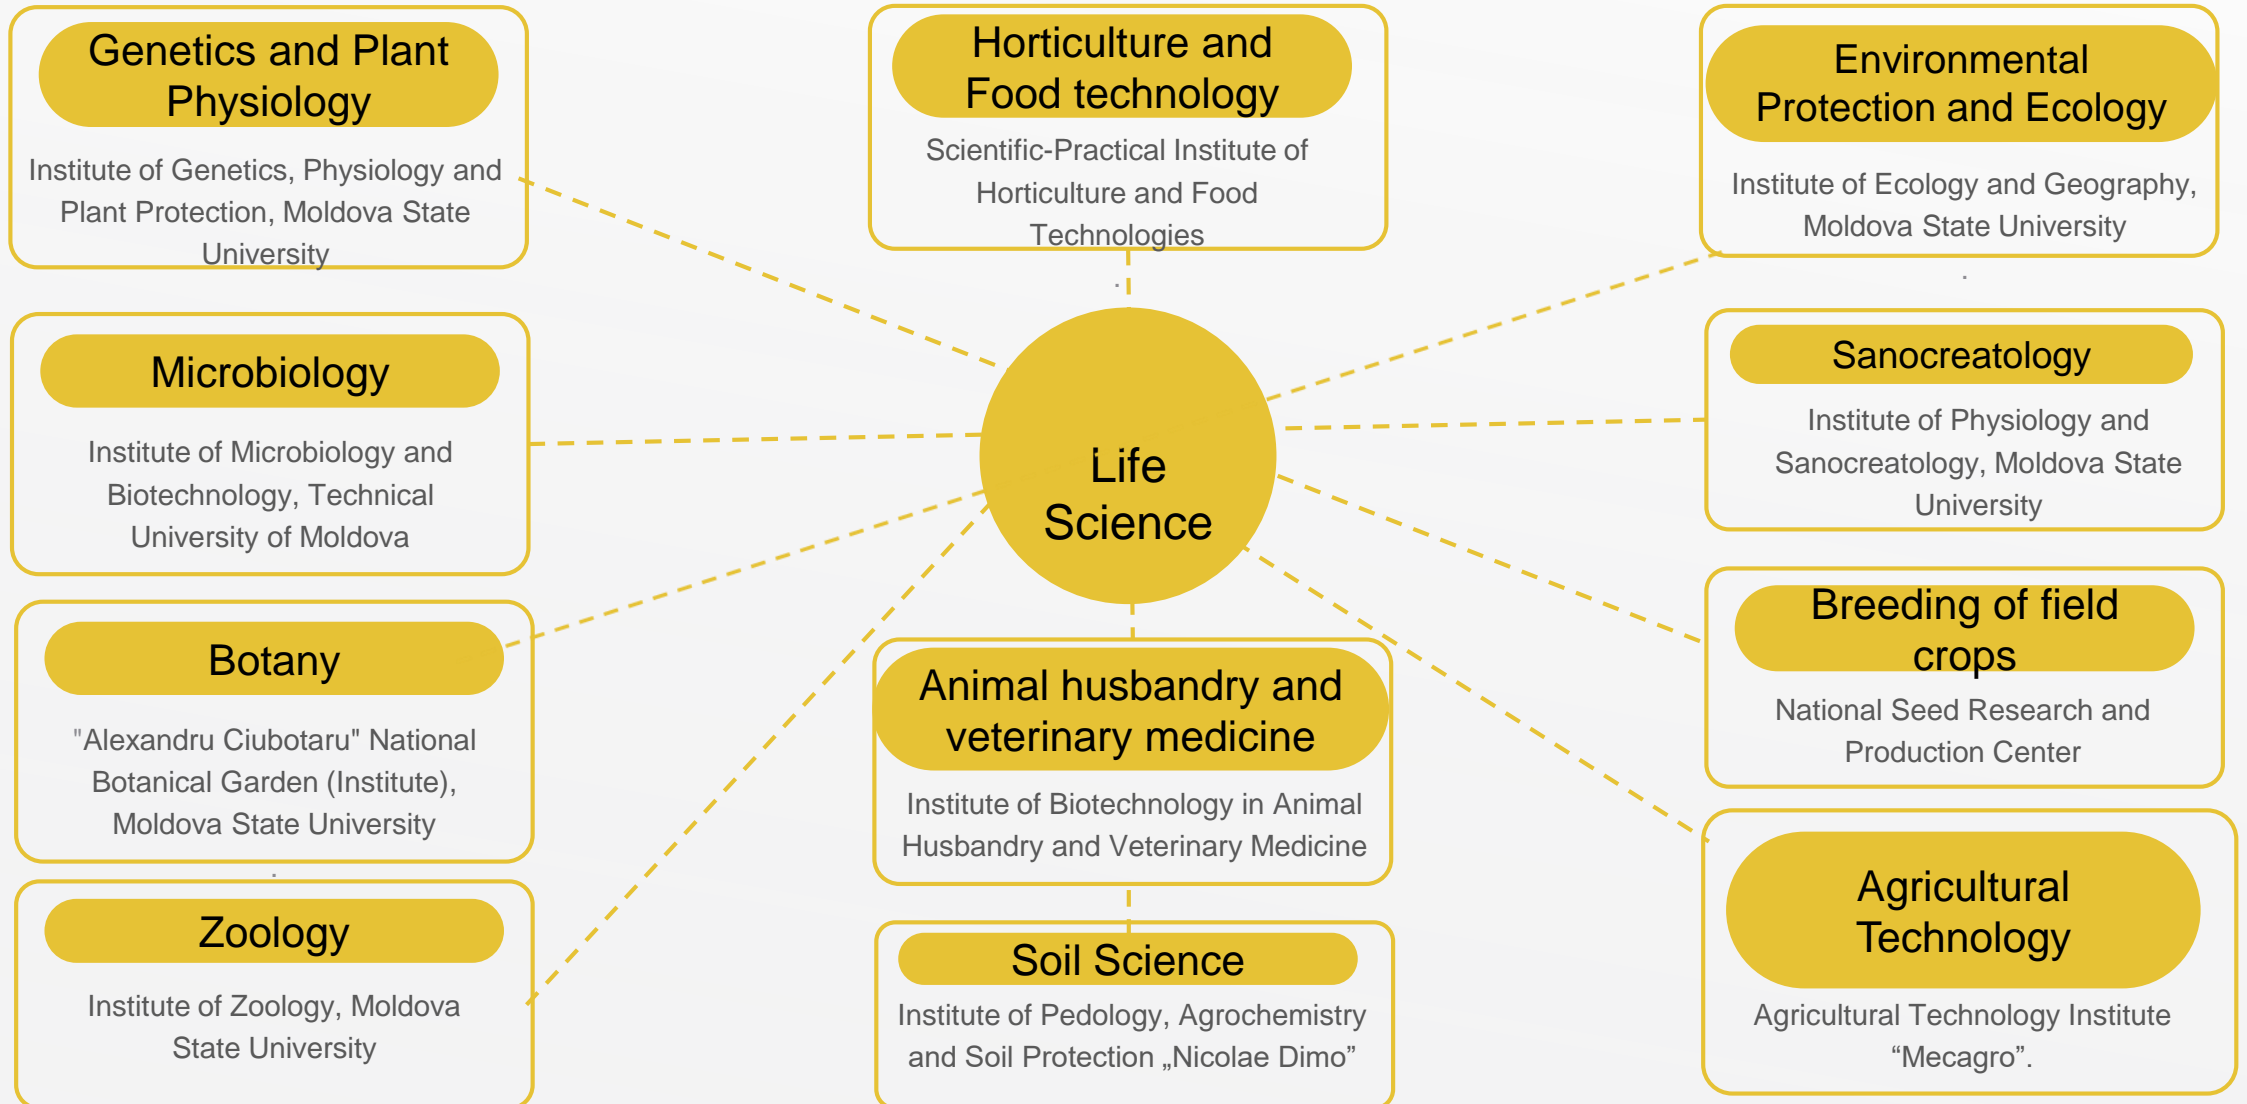 Genetics and Plant
Physiology
Institute of Genetics, Physiology and
Plant Protection, Moldova State
University
Microbiology
Institute of Microbiology and
Biotechnology, Technical
University of Moldova
Botany
"Alexandru Ciubotaru" National
Botanical Garden (Institute),
Moldova State University
.
Zoology
Institute of Zoology, Moldova
State University
Horticulture and
Food technology
Scientific-Practical Institute of
Horticulture and Food
Technologies
.
Life
Science
Animal husbandry and
veterinary medicine
Institute of Biotechnology in Animal
Husbandry and Veterinary Medicine
Soil Science
Institute of Pedology, Agrochemistry
and Soil Protection „Nicolae Dimo”
Environmental
Protection and Ecology
Institute of Ecology and Geography,
Moldova State University
.
Sanocreatology
Institute of Physiology and
Sanocreatology, Moldova State
University
Breeding of field
crops
National Seed Research and
Production Center
Agricultural
Technology
Agricultural Technology Institute
“Mecagro”.